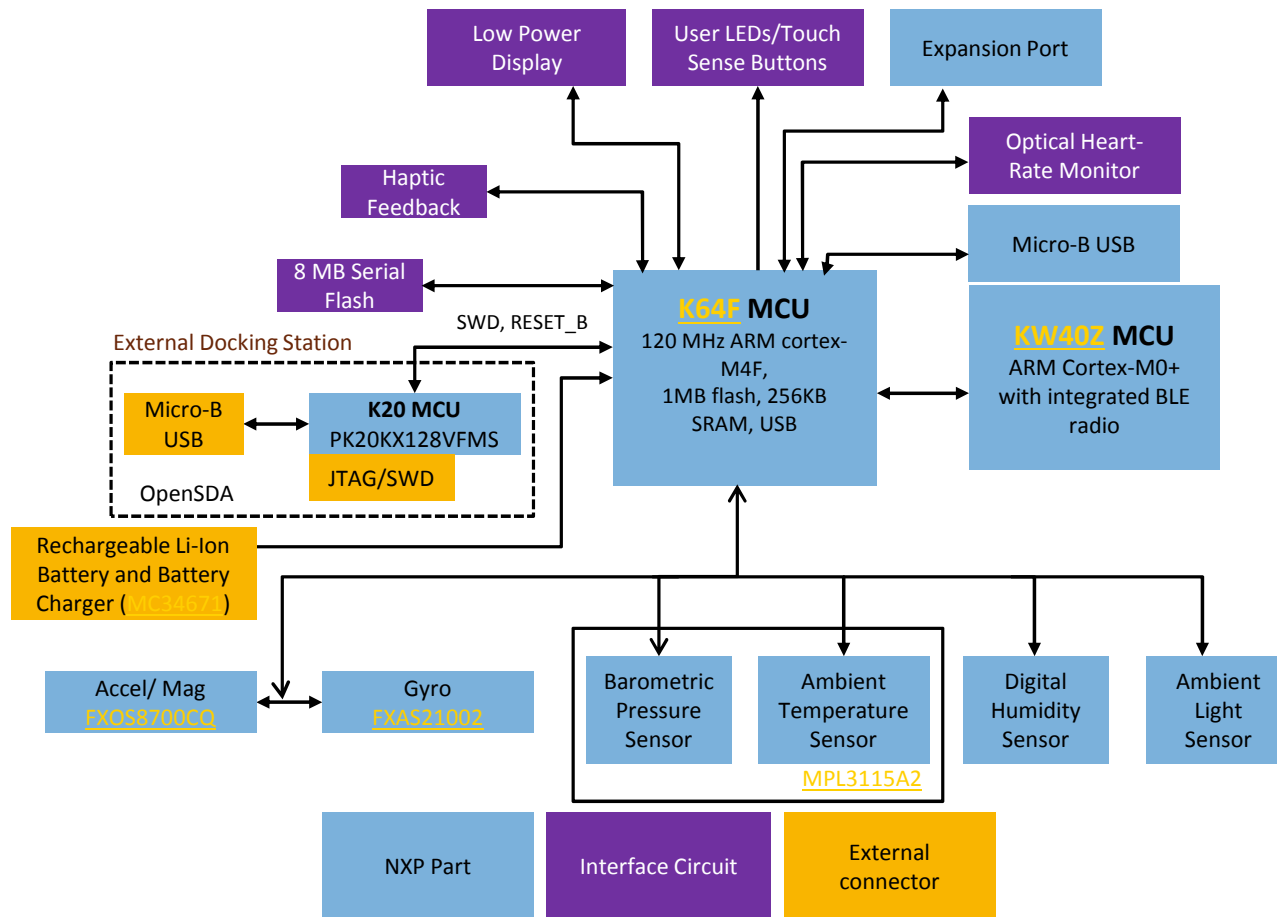 Low Power
Display
User LEDs/Touch
Sense Buttons
Expansion Port
Optical Heart-
Rate Monitor
Haptic
Feedback
Micro-B USB
8 MB Serial
Flash
K64F MCU
120 MHz ARM cortex-
M4F,
1MB flash, 256KB
SRAM, USB
KW40Z MCU
ARM Cortex-M0+
with integrated BLE
radio
SWD, RESET_B
External Docking Station
Micro-B
USB
K20 MCU
PK20KX128VFMS
JTAG/SWD
OpenSDA
Rechargeable Li-Ion
Battery and Battery
Charger (MC34671)
Accel/ Mag
FXOS8700CQ
Gyro
FXAS21002
Barometric
Pressure
Sensor
Ambient
Temperature
Sensor
MPL3115A2
Digital
Humidity
Sensor
Ambient
Light
Sensor
NXP Part
Interface Circuit
External
connector